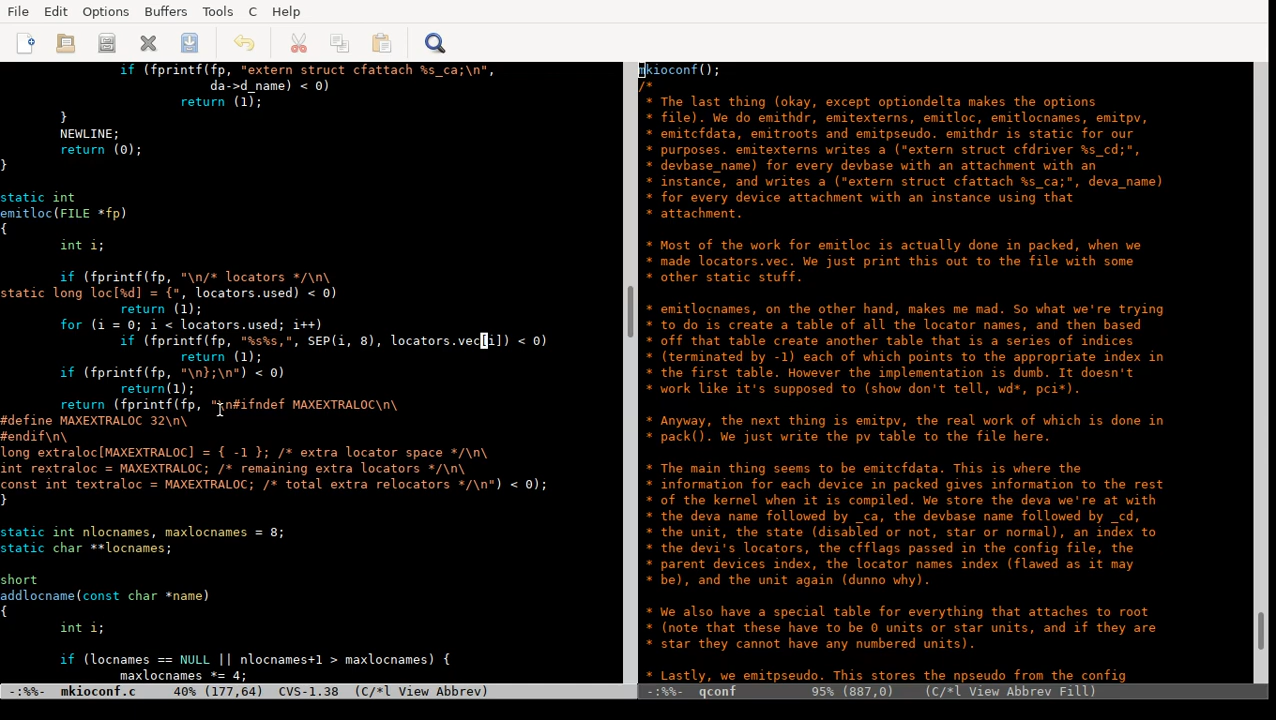 File Edit Options Buffers Tools C Help
if (fprintf(fp, "extern struct cfattach %s_ca;\n",
da->d_name) < 0)
return (1);
}
NEWLINE;
return (0);
}
static int
emitloc(FILE *fp)
{
int i;
if (fprintf(fp, "\n/* locators */\n\
static long loc[%d] = {", locators.used) < 0)
return (1);
for (i = 0; i < locators.used; i++)
if (fprintf(fp, "%s%s,", SEP(i, 8), locators.vec[i]) < 0)
return (1);
if (fprintf(fp, "\n};\n") < 0)
return(1);
return (fprintf(fp, "\n#ifndef MAXEXTRALOC\n\
#define MAXEXTRALOC 32\n\
#endif\n\
long extraloc[MAXEXTRALOC] = { -1 }; /* extra locator space */\n\
int rextraloc = MAXEXTRALOC; /* remaining extra locators */\n\
const int textraloc = MAXEXTRALOC; /* total extra relocators */\n") < 0);
}
static int nlocnames, maxlocnames = 8;
static char **locnames;
short
addlocname(const char *name)
{
int i;
if (locnames == NULL || nlocnames+1 > maxlocnames) {
maxlocnames *= 4;
-:%%- mkioconf.c 40% (177,64) CVS-1.38 (C/*l View Abbrev)
mkioconf();
/*
* The last thing (okay, except optiondelta makes the options
* file). We do emithdr, emitexterns, emitloc, emitlocnames, emitpv,
* emitcfdata, emitroots and emitpseudo. emithdr is static for our
* purposes. emitexterns writes a ("extern struct cfdriver %s_cd;",
* devbase_name) for every devbase with an attachment with an
* instance, and writes a ("extern struct cfattach %s_ca;", deva_name)
* for every device attachment with an instance using that
* attachment.
* Most of the work for emitloc is actually done in packed, when we
* made locators.vec. We just print this out to the file with some
* other static stuff.
* emitlocnames, on the other hand, makes me mad. So what we're trying
* to do is create a table of all the locator names, and then based
* off that table create another table that is a series of indices
* (terminated by -1) each of which points to the appropriate index in
* the first table. However the implementation is dumb. It doesn't
* work like it's supposed to (show don't tell, wd*, pci*).
* Anyway, the next thing is emitpv, the real work of which is done in
* pack(). We just write the pv table to the file here.
* The main thing seems to be emitcfdata. This is where the
* information for each device in packed gives information to the rest
* of the kernel when it is compiled. We store the deva we're at with
* the deva name followed by _ca, the devbase name followed by _cd,
* the unit, the state (disabled or not, star or normal), an index to
* the devi's locators, the cfflags passed in the config file, the
* parent devices index, the locator names index (flawed as it may
* be), and the unit again (dunno why).
* We also have a special table for everything that attaches to root
* (note that these have to be 0 units or star units, and if they are
* star they cannot have any numbered units).
* Lastly, we emitpseudo. This stores the npseudo from the config
-:%%- qconf 95% (887,0) (C/*l View Abbrev Fill)